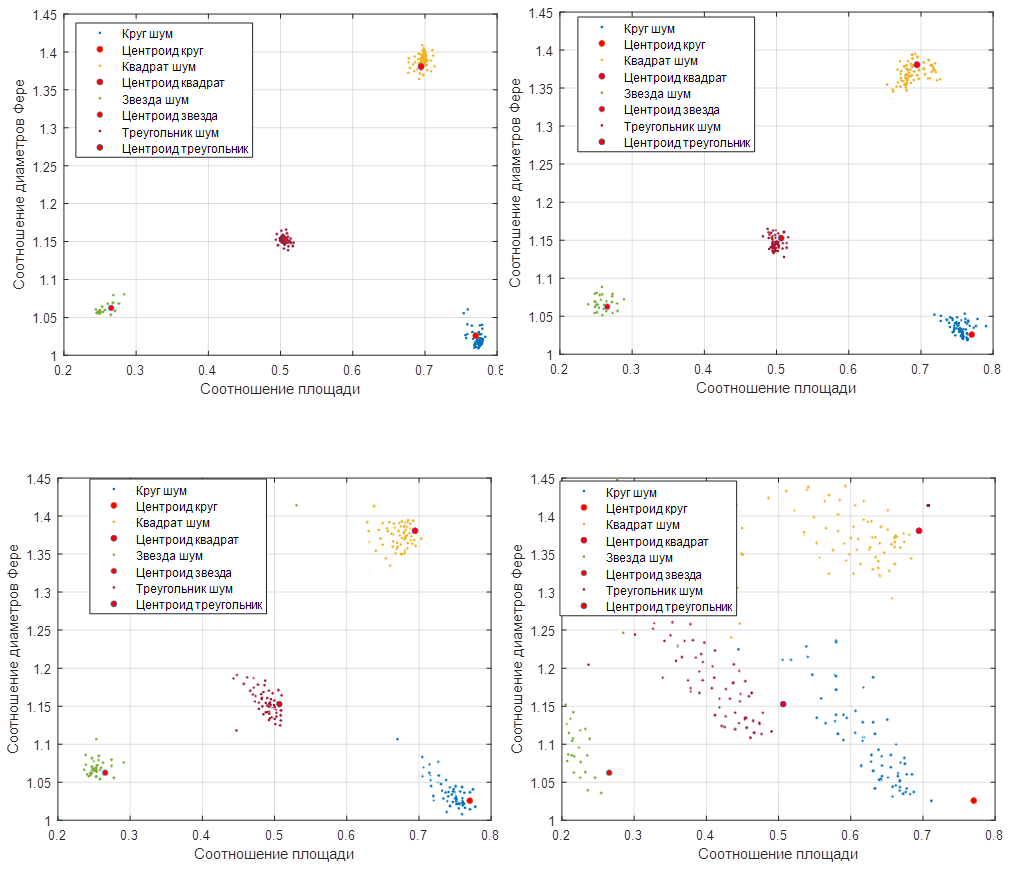 1.45
1.4
1.35
1.3
1.25
1.2
1.15
1.1
1.05
1
Соотношение диаметров Фере
Круг шум
Центроид круг
Квадрат шум
Центроид квадрат
Звезда шум
Центроид звезда
Треугольник шум
Центроид треугольник
0.2 0.3 0.4 0.5 0.6 0.7 0.8
Соотношение площади
1.45
1.4
1.35
1.3
1.25
1.2
1.15
1.1
1.05
1
Соотношение диаметров Фере
Круг шум
Центроид круг
Квадрат шум
Центроид квадрат
Звезда шум
Центроид звезда
Треугольник шум
Центроид треугольник
0.2 0.3 0.4 0.5 0.6 0.7 0.8
Соотношение площади
1.45
1.4
1.35
1.3
1.25
1.2
1.15
1.1
1.05
1
Соотношение диаметров Фере
Круг шум
Центроид круг
Квадрат шум
Центроид квадрат
Звезда шум
Центроид звезда
Треугольник шум
Центроид треугольник
0.2 0.3 0.4 0.5 0.6 0.7 0.8
Соотношение площади
1.45
1.4
1.35
1.3
1.25
1.2
1.15
1.1
1.05
1
Соотношение диаметров Фере
Круг шум
Центроид круг
Квадрат шум
Центроид квадрат
Звезда шум
Центроид звезда
Треугольник шум
Центроид треугольник
0.2 0.3 0.4 0.5 0.6 0.7 0.8
Соотношение площади